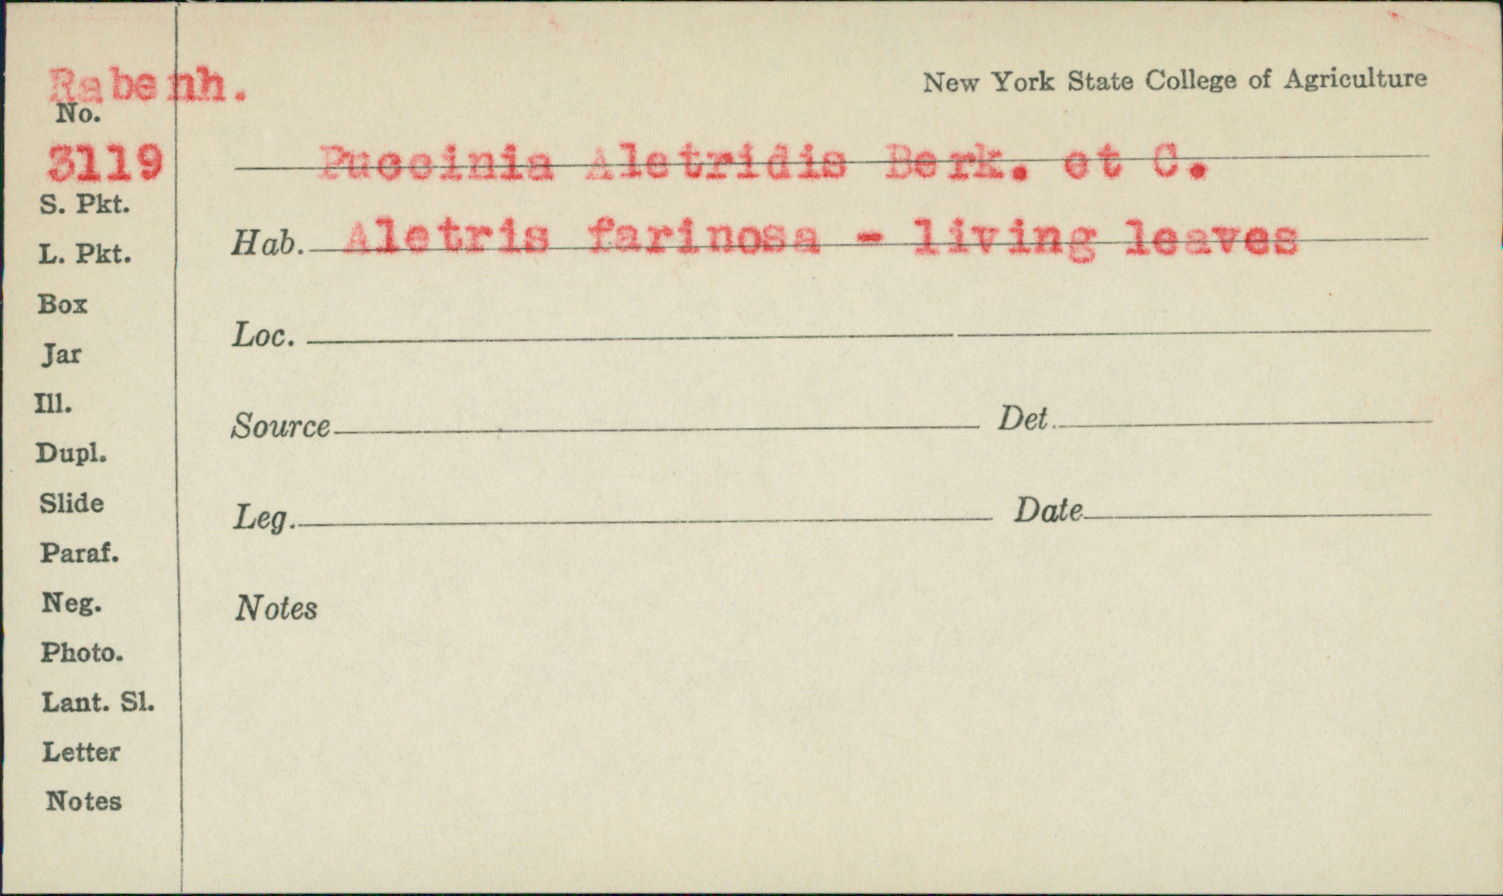 Rabenh.
New York State College of Agriculture
No.
3119
Puccinia Aletridis Berk. et C.
S. Pkt.
Hab. Aletris farinosa - living leaves
L. Pkt.
Box
Loc.
Jar
Ill.
Source Det.
Dupl.
Slide
Leg. Date
Paraf.
Neg.
Notes
Photo.
Lant. Sl.
Letter
Notes